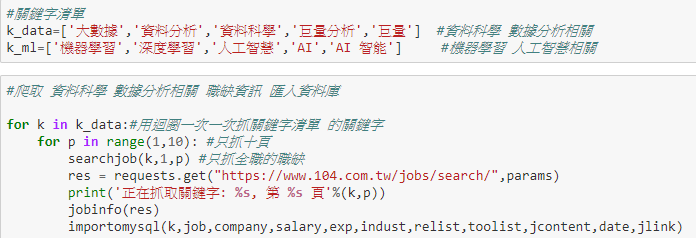 #關鍵字清單
k_data=['大數據','資料分析','資料科學','巨量分析','巨量']  #資料科學 數據分析相關
k_ml=['機器學習','深度學習','人工智慧','AI','AI 智能']     #機器學習 人工智慧相關
#爬取 資料科學 數據分析相關 職缺資訊 匯入資料庫
for k in k_data:#用迴圈一次一次抓關鍵字清單 的關鍵字
    for p in range(1,10): #只抓十頁
        searchjob(k,1,p) #只抓全職的職缺
        res = requests.get("https://www.104.com.tw/jobs/search/",params)
        print('正在抓取關鍵字: %s, 第 %s 頁'%(k,p))
        jobinfo(res)
        importomysql(k,job,company,salary,exp,indust,relist,toolist,jcontent,date,jlink)